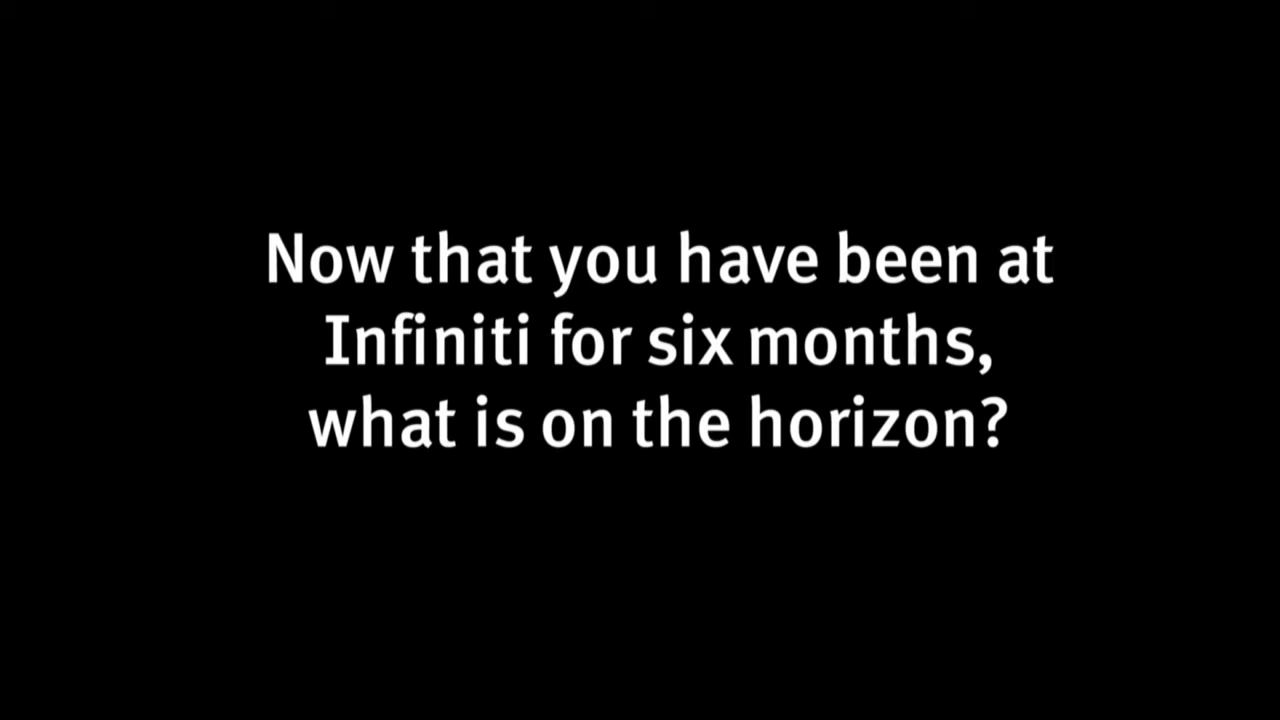 Now that you have been at
Infiniti for six months,
what is on the horizon?